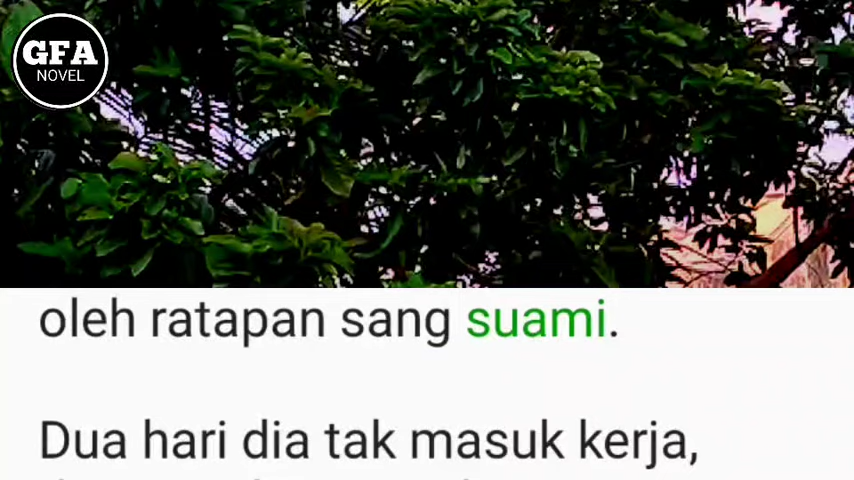 GFA
NOVEL
oleh ratapan sang suami.
Dua hari dia tak masuk kerja,